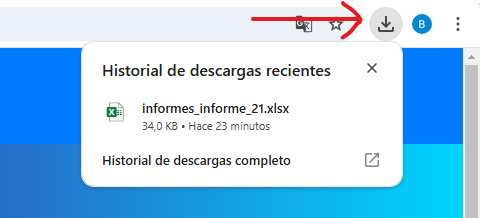 B
Historial de descargas recientes
informes_informe_21.xlsx
34,0 KB • Hace 23 minutos
Historial de descargas completo